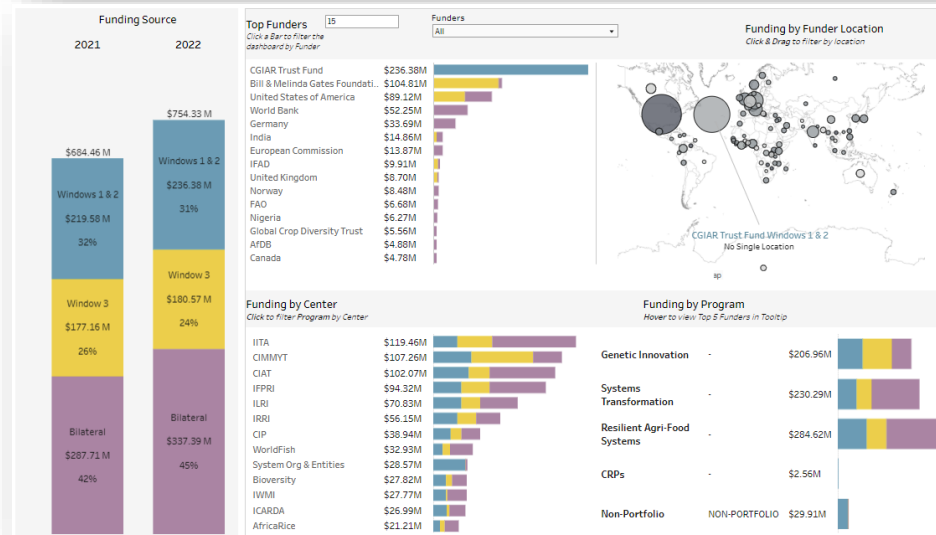 Funding Source
2021 2022
$684.46 M
Windows 1 & 2
$219.58 M
32%
Window 3
$177.16 M
26%
Bilateral
$287.71 M
42%
$754.33 M
Windows 1 & 2
$236.38 M
31%
Window 3
$180.57 M
24%
Bilateral
$337.39 M
45%
Top Funders 15
Click a Bar to filter the
dashboard by Funder
Funders
All
CGIAR Trust Fund $236.38M
Bill & Melinda Gates Foundati.. $104.81M
United States of America $89.12M
World Bank $52.25M
Germany $33.69M
India $14.86M
European Commission $13.87M
IFAD $9.91M
United Kingdom $8.70M
Norway $8.48M
FAO $6.68M
Nigeria $6.27M
Global Crop Diversity Trust $5.56M
AfDB $4.88M
Canada $4.78M
Funding by Funder Location
Click & Drag to filter by location
CGIAR Trust Fund Windows 1 & 2
No Single Location
ap
Funding by Center
Click to filter Program by Center
IITA $119.46M
CIMMYT $107.26M
CIAT $102.07M
IFPRI $94.32M
ILRI $70.83M
IRRI $56.15M
CIP $38.94M
WorldFish $32.93M
System Org & Entities $28.57M
Bioversity $27.82M
IWMI $27.77M
ICARDA $26.99M
AfricaRice $21.21M
Funding by Program
Hover to view Top 5 Funders in Tooltip
Genetic Innovation - $206.96M
Systems
Transformation - $230.29M
Resilient Agri-Food
Systems - $284.62M
CRPs - $2.56M
Non-Portfolio NON-PORTFOLIO $29.91M